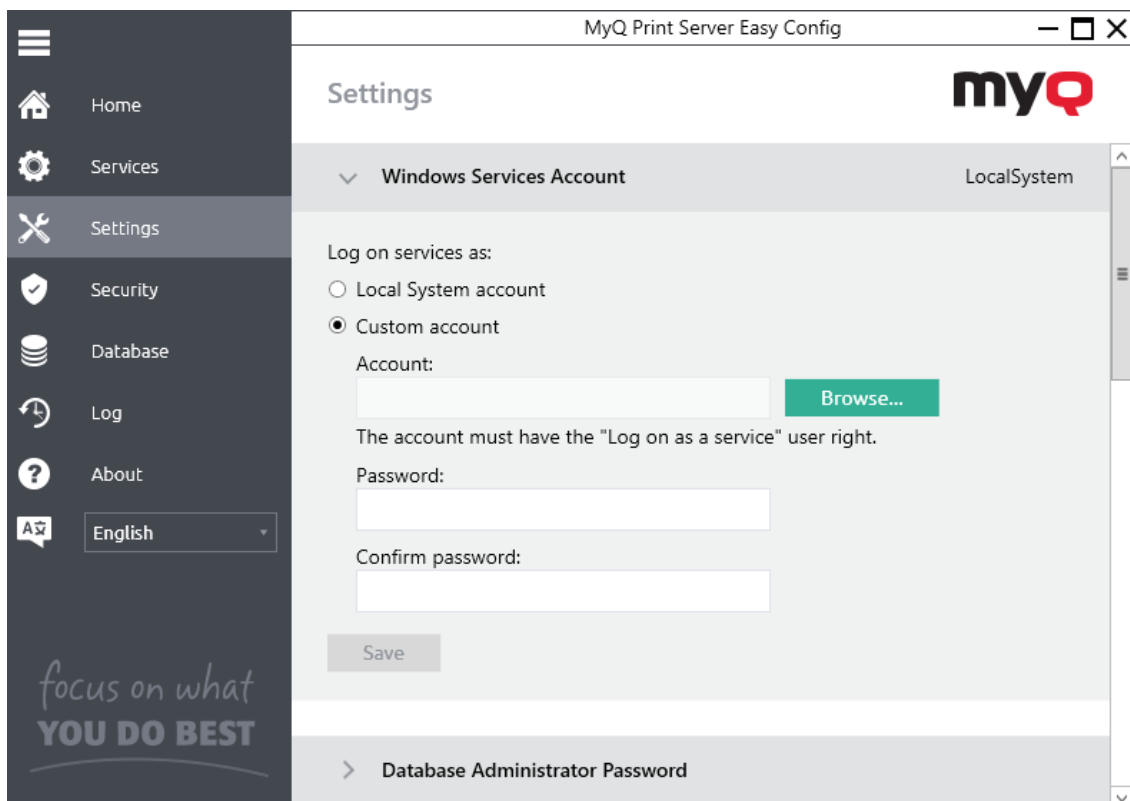 MyQ Print Server Easy Config
Home
Services
Settings
Security
Database
Log
About
A
English
focus on what
YOU DO BEST
Settings
myQ
Windows Services Account LocalSystem
Log on services as:
Local System account
Custom account
Account:
Browse...
The account must have the "Log on as a service" user right.
Password:
Confirm password:
Save
Database Administrator Password